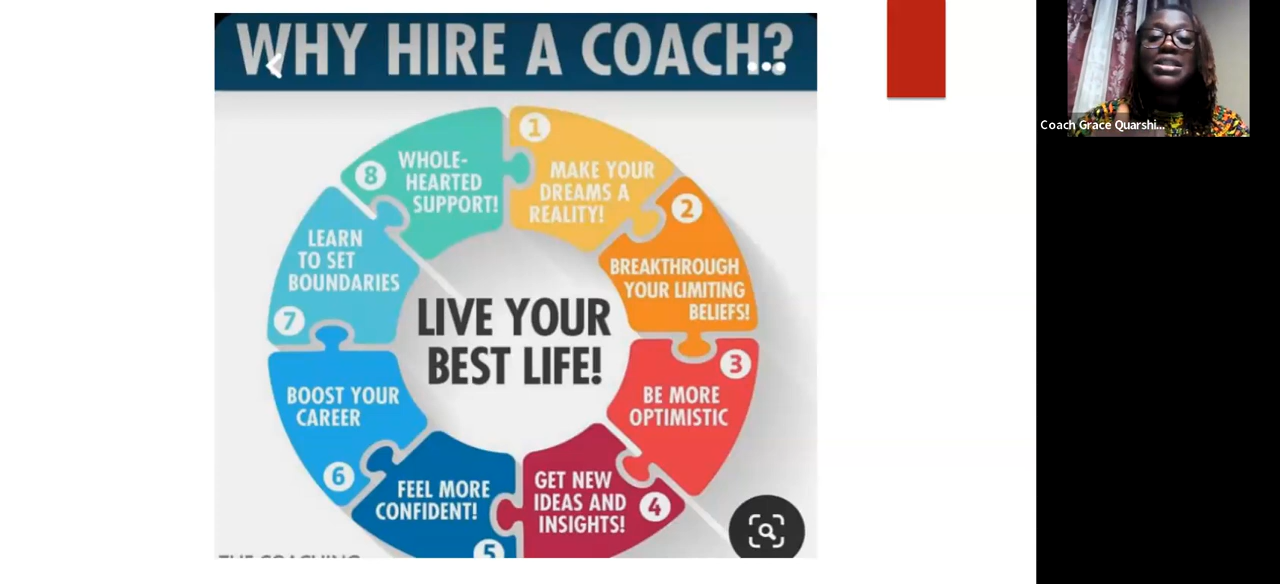 WHY HIRE A COACH?
1
MAKE YOUR
DREAMS A
REALITY!
2
BREAKTHROUGH
YOUR LIMITING
BELIEFS!
3
BE MORE
OPTIMISTIC
4
GET NEW
IDEAS AND
INSIGHTS!
5
FEEL MORE
CONFIDENT!
6
BOOST YOUR
CAREER
7
LEARN
TO SET
BOUNDARIES
8
WHOLE-
HEARTED
SUPPORT!
LIVE YOUR
BEST LIFE!
THE COACHING
Coach Grace Quarshi...